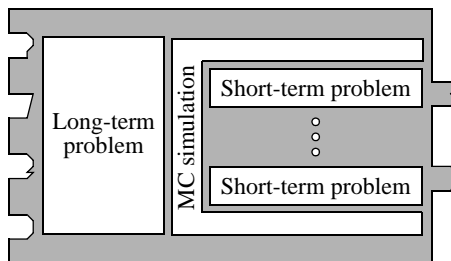 Long-term
problem
MC simulation
Short-term problem
Short-term problem